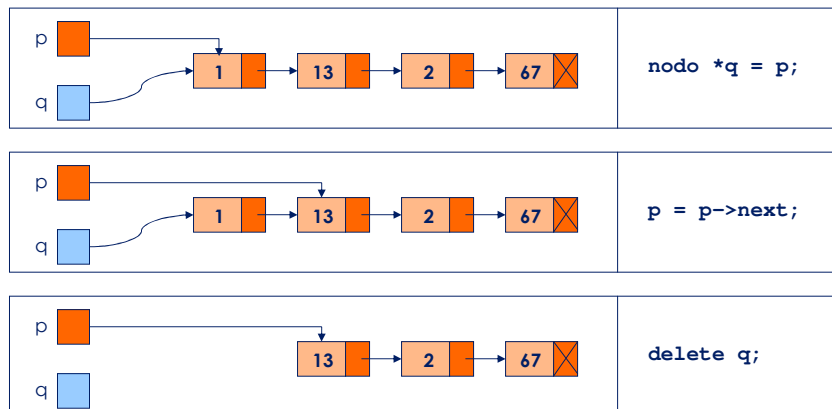 p
1 13 2 67
nodo *q = p;
q
p
1 13 2 67
p = p->next;
q
p
13 2 67
delete q;
q